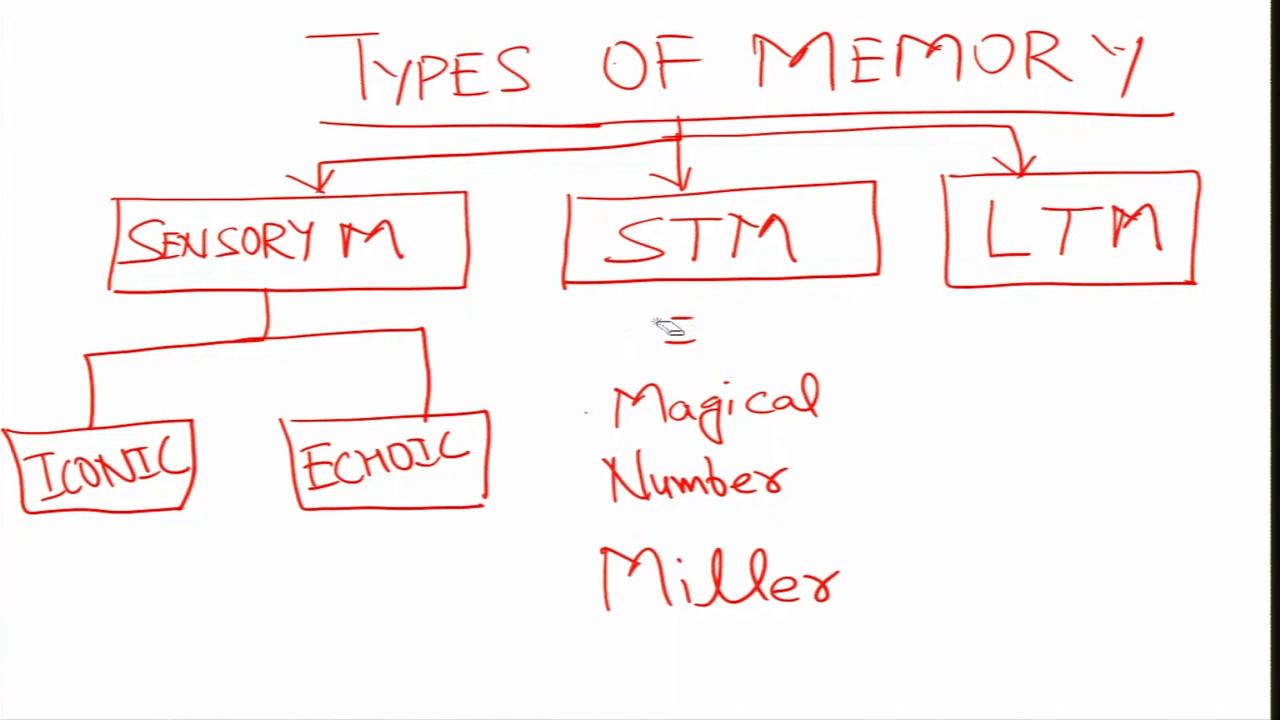 TYPES OF MEMORY
SENSORY M
STM
LTM
ICONIC
ECHOIC
Magical
Number
Miller